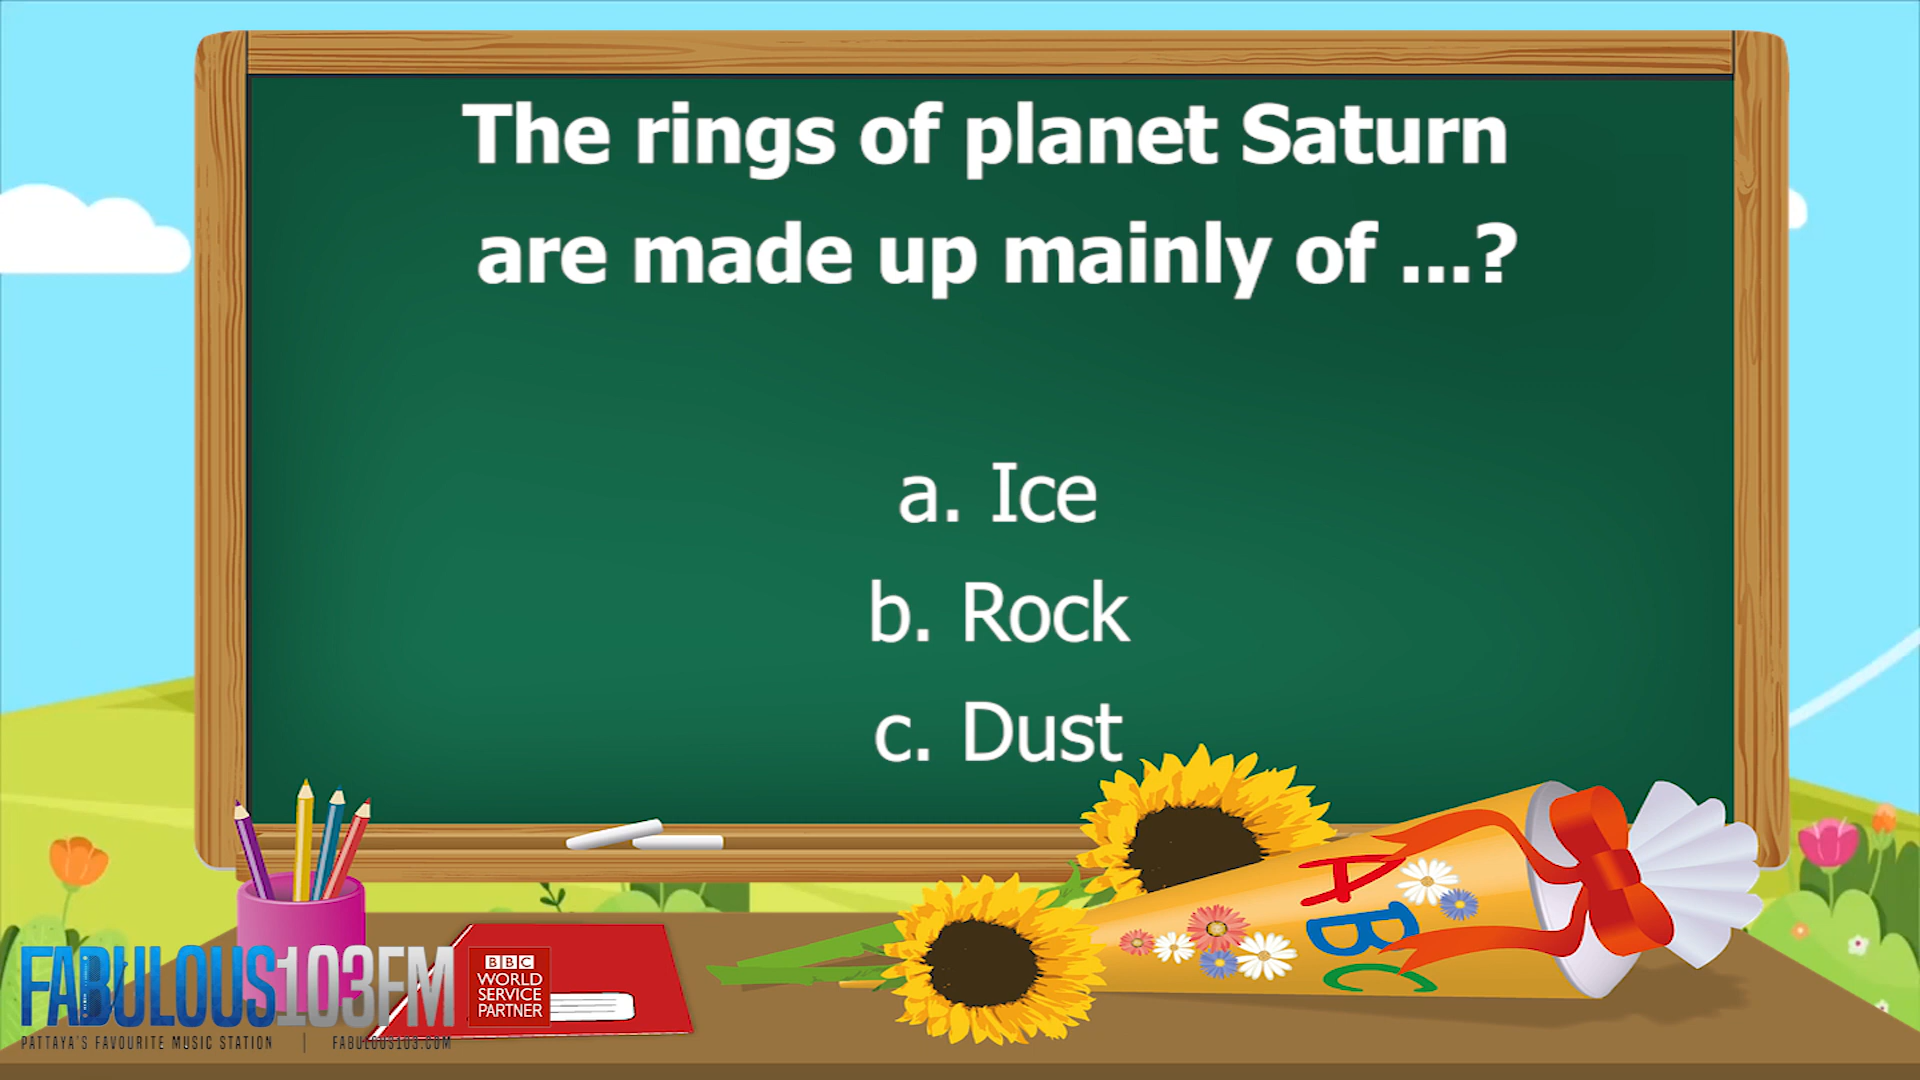 The rings of planet Saturn
are made up mainly of ...?
a. Ice
b. Rock
c. Dust
ABC
FABULOUS103FM
PATTAYA'S FAVOURITE MUSIC STATION | FABULOUS103.COM
BBC
WORLD
SERVICE
PARTNER